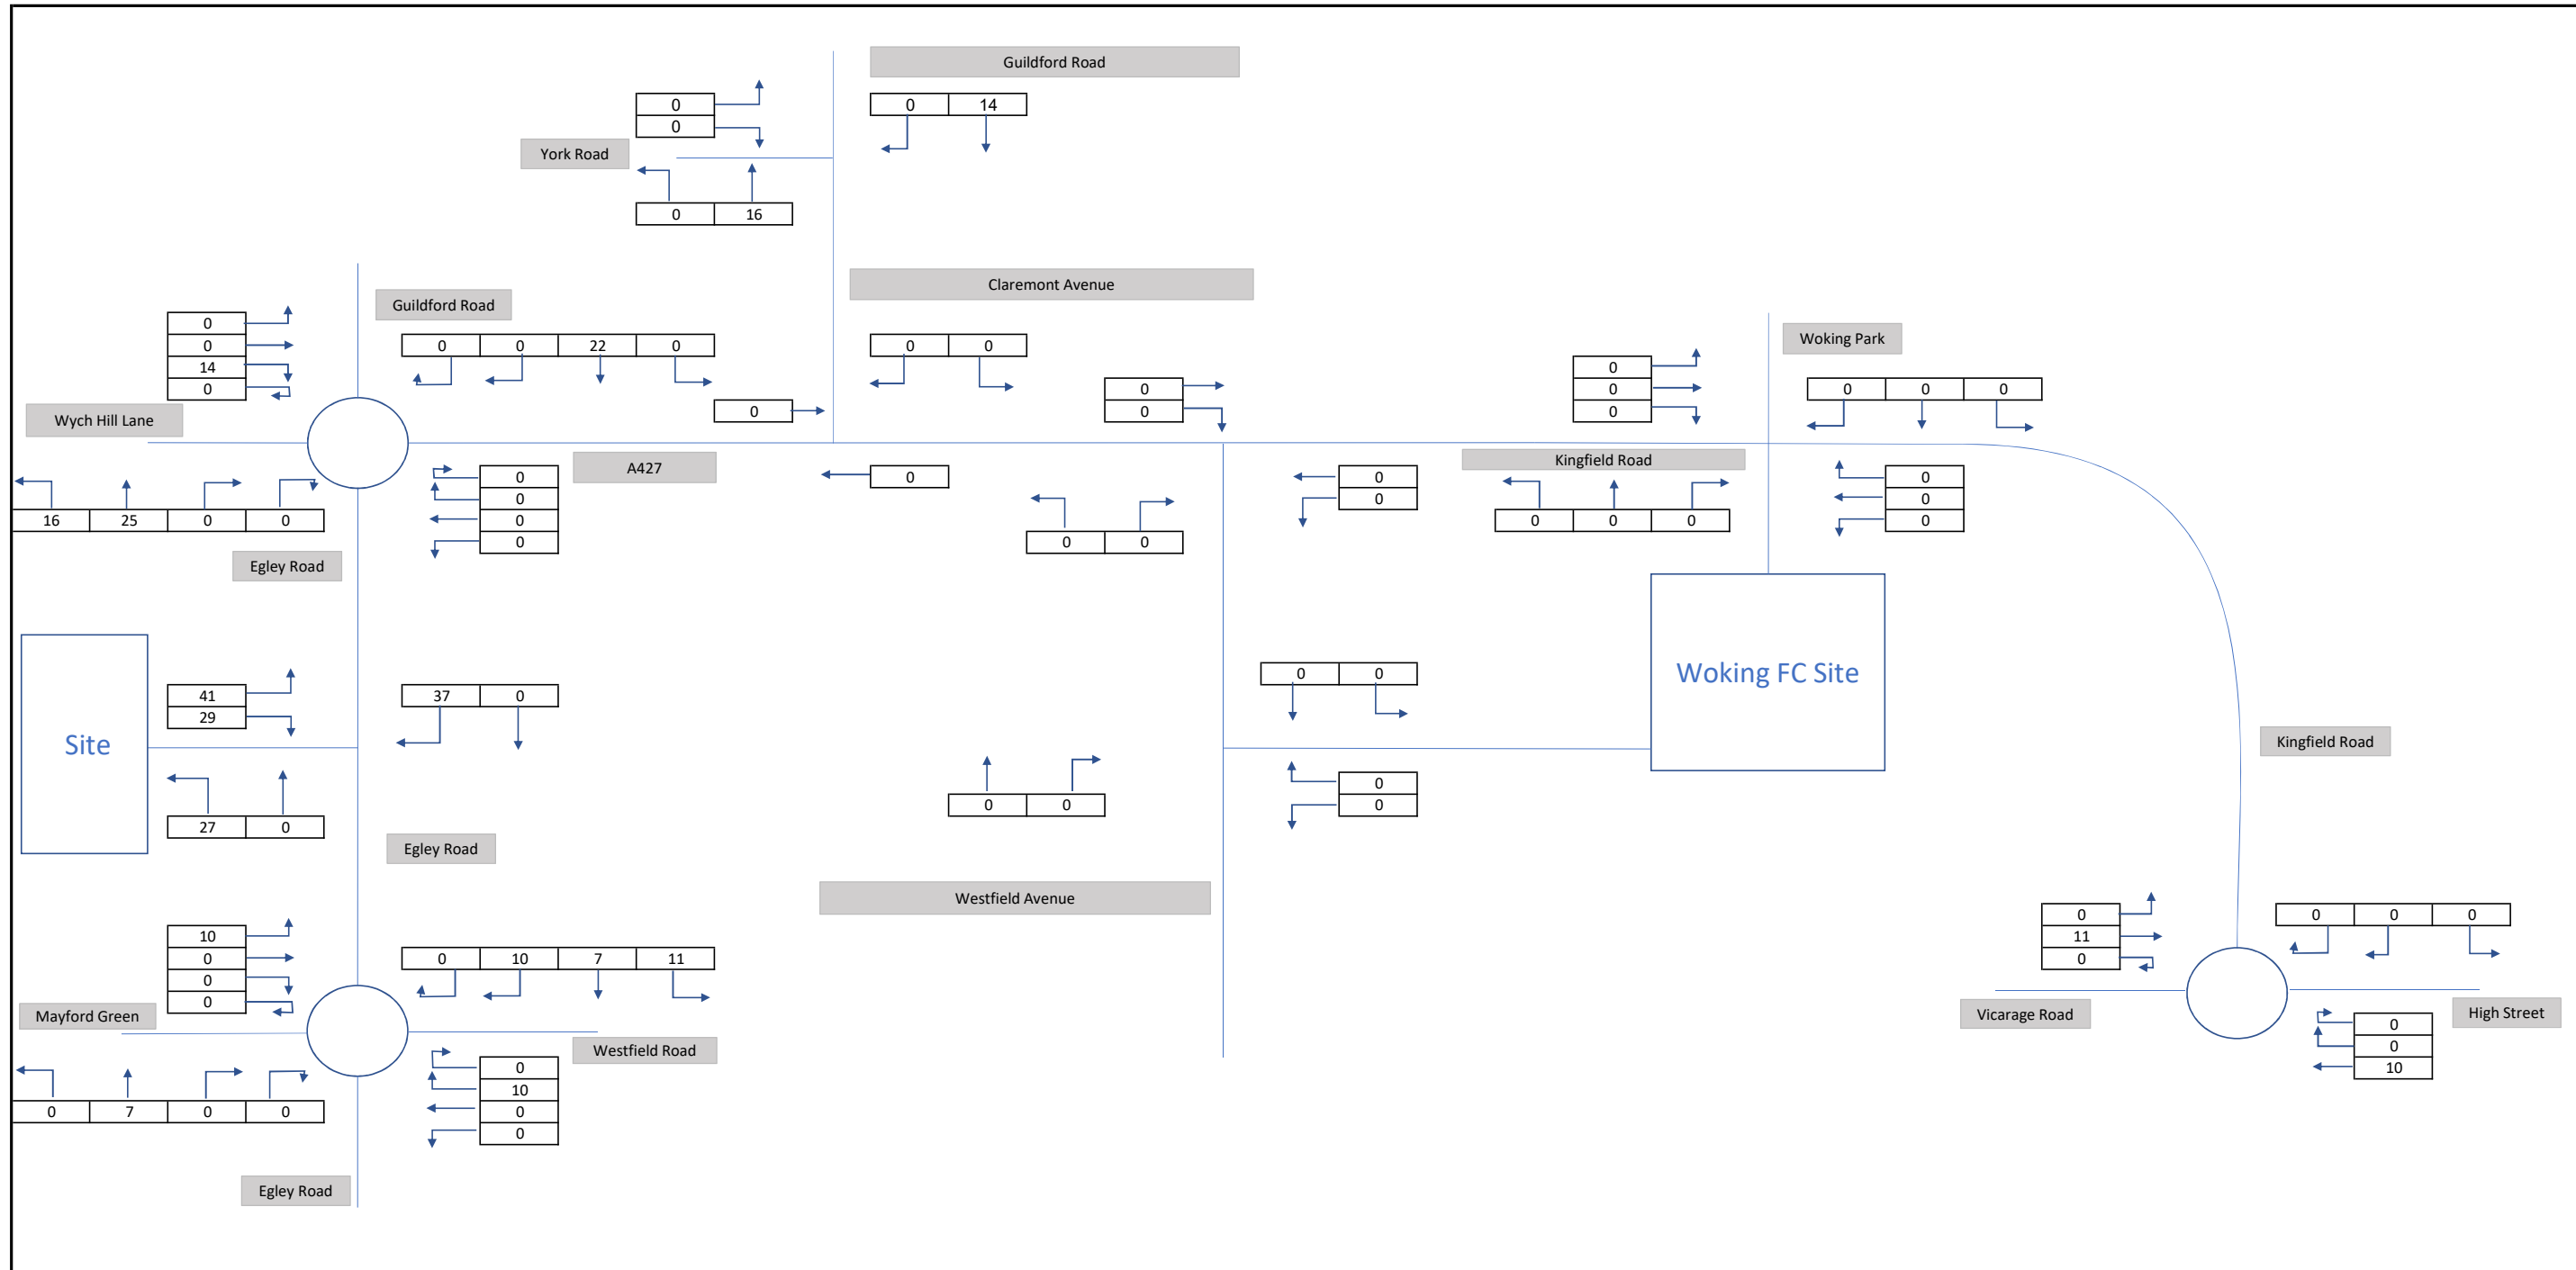 Guildford Road
0
0 14
0
York Road
0 16
Claremont Avenue
Guildford Road
0
0
14
0
0 0 22 0
0 0
Woking Park
0
0
0
0 0 0
0
0
0
Wych Hill Lane
A427
0
0
0
0
0
0
0
Kingfield Road
0
0
0
16 25 0 0
0 0
0 0 0
Egley Road
Site
41
29
37 0
0 0
Woking FC Site
Kingfield Road
0
0
27 0
0 0
Egley Road
Westfield Avenue
10
0
0
0
0 10 7 11
0
11
0
0 0 0
Mayford Green
Westfield Road
Vicarage Road
High Street
0
10
0
0
0
0
10
0 7 0 0
Egley Road